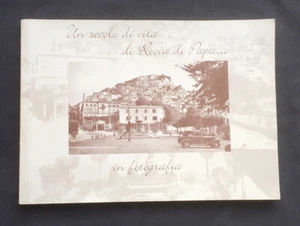 Un secolo di vita
di Rocca di Papa...
in fotografia